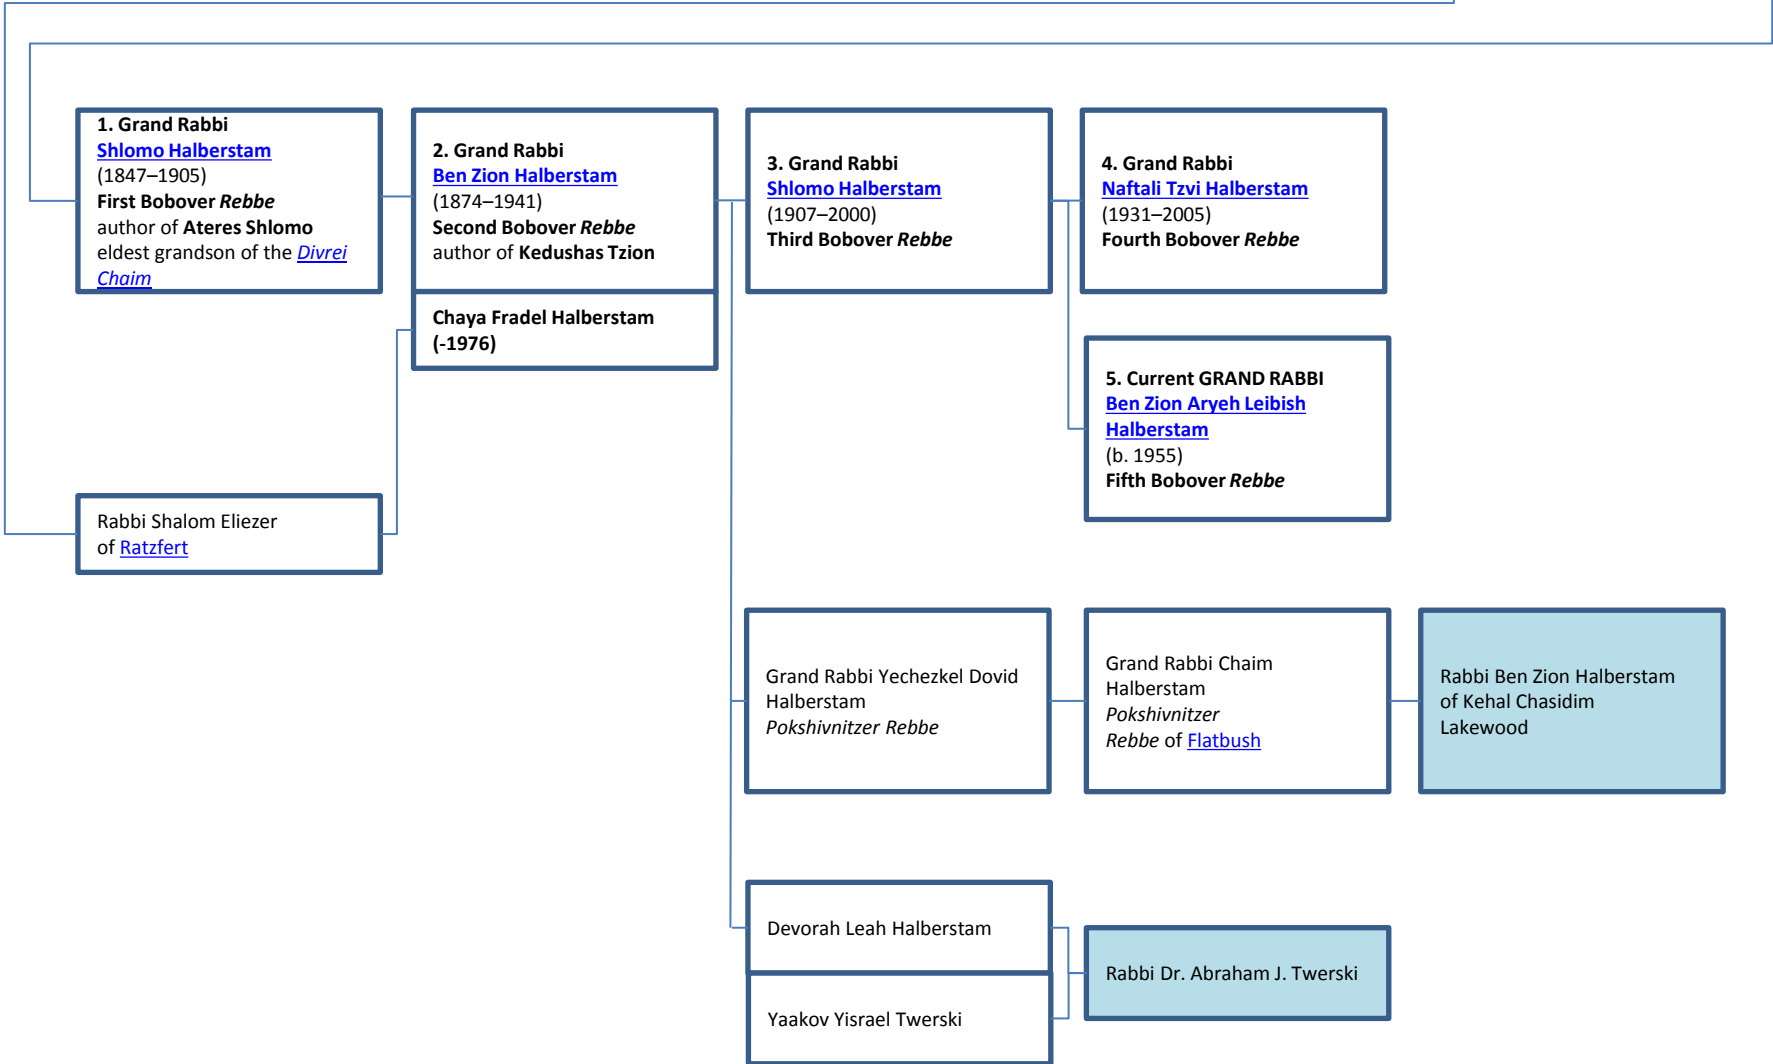 1. Grand Rabbi
Shlomo Halberstam
(1847–1905)
First Bobover Rebbe
author of Ateres Shlomo
eldest grandson of the Divrei
Chaim
2. Grand Rabbi
Ben Zion Halberstam
(1874–1941)
Second Bobover Rebbe
author of Kedushas Tzion
Chaya Fradel Halberstam
(-1976)
3. Grand Rabbi
Shlomo Halberstam
(1907–2000)
Third Bobover Rebbe
4. Grand Rabbi
Naftali Tzvi Halberstam
(1931–2005)
Fourth Bobover Rebbe
5. Current GRAND RABBI
Ben Zion Aryeh Leibish
Halberstam
(b. 1955)
Fifth Bobover Rebbe
Rabbi Shalom Eliezer
of Ratzfert
Grand Rabbi Yechezkel Dovid
Halberstam
Pokshivnitzer Rebbe
Grand Rabbi Chaim
Halberstam
Pokshivnitzer
Rebbe of Flatbush
Rabbi Ben Zion Halberstam
of Kehal Chasidim
Lakewood
Devorah Leah Halberstam
Yaakov Yisrael Twerski
Rabbi Dr. Abraham J. Twerski